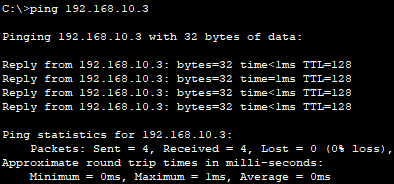 C:\>ping 192.168.10.3
Pinging 192.168.10.3 with 32 bytes of data:
Reply from 192.168.10.3: bytes=32 time<1ms TTL=128
Reply from 192.168.10.3: bytes=32 time<1ms TTL=128
Reply from 192.168.10.3: bytes=32 time<1ms TTL=128
Reply from 192.168.10.3: bytes=32 time<1ms TTL=128
Ping statistics for 192.168.10.3:
Packets: Sent = 4, Received = 4, Lost = 0 (0% loss),
Approximate round trip times in milli-seconds:
Minimum = 0ms, Maximum = 1ms, Average = 0ms